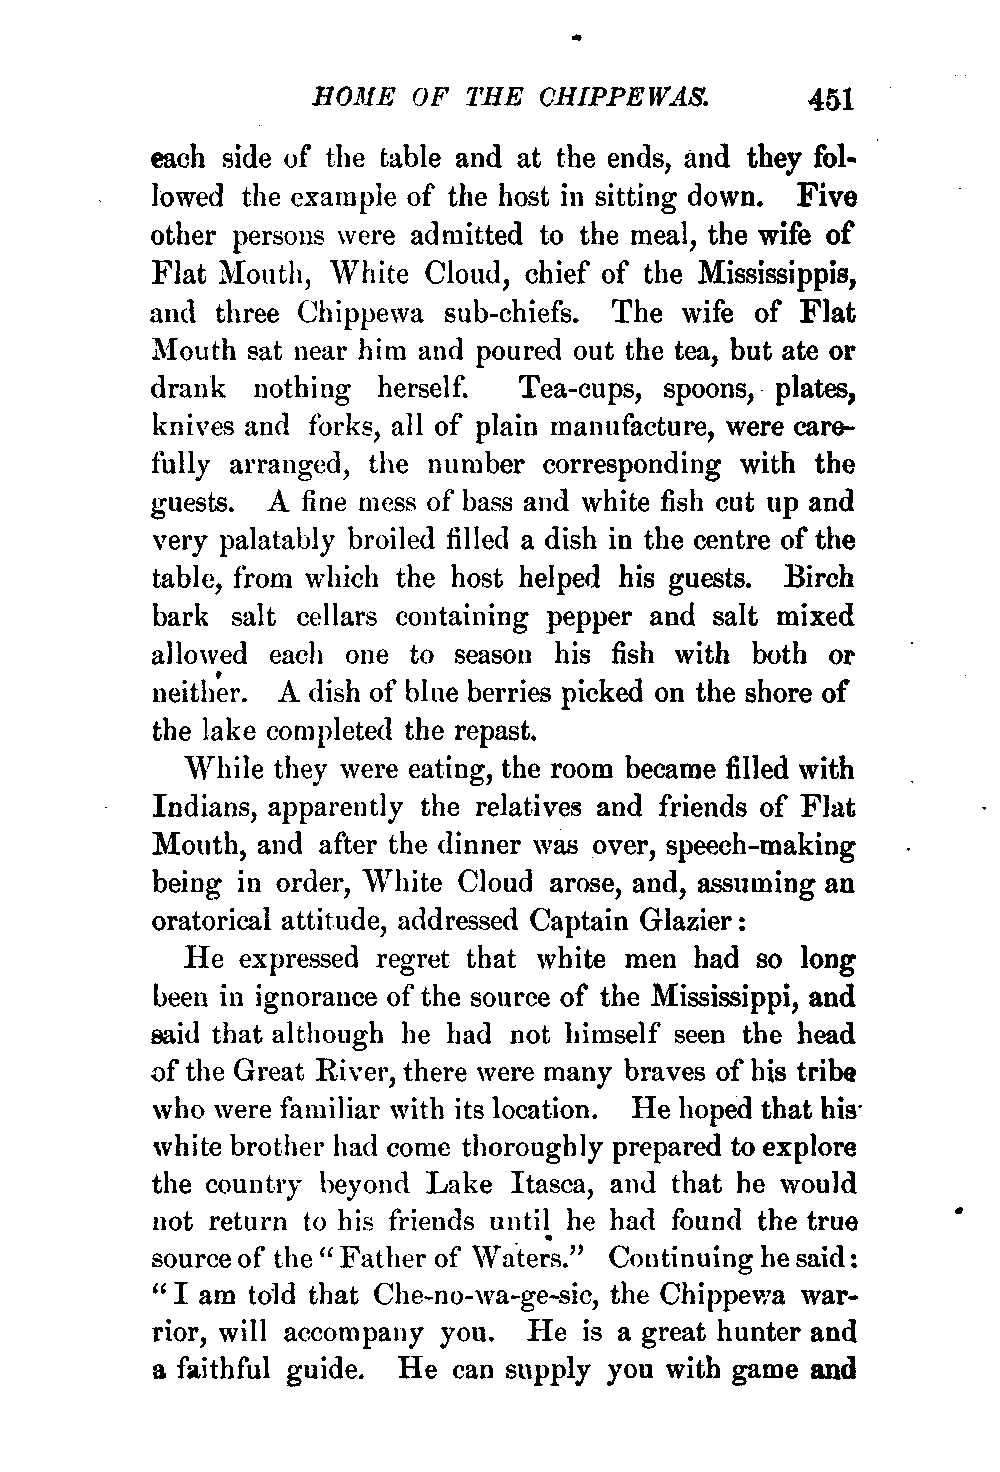 HOME OF THE CHIPPEWAS. 451
each side of the table and at the ends, and they fol-
lowed the example of the host in sitting down. Five
other persons were admitted to the meal, the wife of
Flat Mouth, White Cloud, chief of the Mississippis,
and three Chippewa sub-chiefs. The wife of Flat
Mouth sat near him and poured out the tea, but ate or
drank nothing herself. Tea-cups, spoons, plates,
knives and forks, all of plain manufacture, were care-
fully arranged, the number corresponding with the
guests. A fine mess of bass and white fish cut up and
very palatably broiled filled a dish in the centre of the
table, from which the host helped his guests. Birch
bark salt cellars containing pepper and salt mixed
allowed each one to season his fish with both or
neither. A dish of blue berries picked on the shore of
the lake completed the repast.
While they were eating, the room became filled with
Indians, apparently the relatives and friends of Flat
Mouth, and after the dinner was over, speech-making
being in order, White Cloud arose, and, assuming an
oratorical attitude, addressed Captain Glazier:
He expressed regret that white men had so long
been in ignorance of the source of the Mississippi, and
said that although he had not himself seen the head
of the Great River, there were many braves of his tribe
who were familiar with its location. He hoped that his
white brother had come thoroughly prepared to explore
the country beyond Lake Itasca, and that he would
not return to his friends until he had found the true
source of the "Father of Waters." Continuing he said:
"I am told that Che-no-wa-ge-sic, the Chippewa war-
rior, will accompany you. He is a great hunter and
a faithful guide. He can supply you with game and